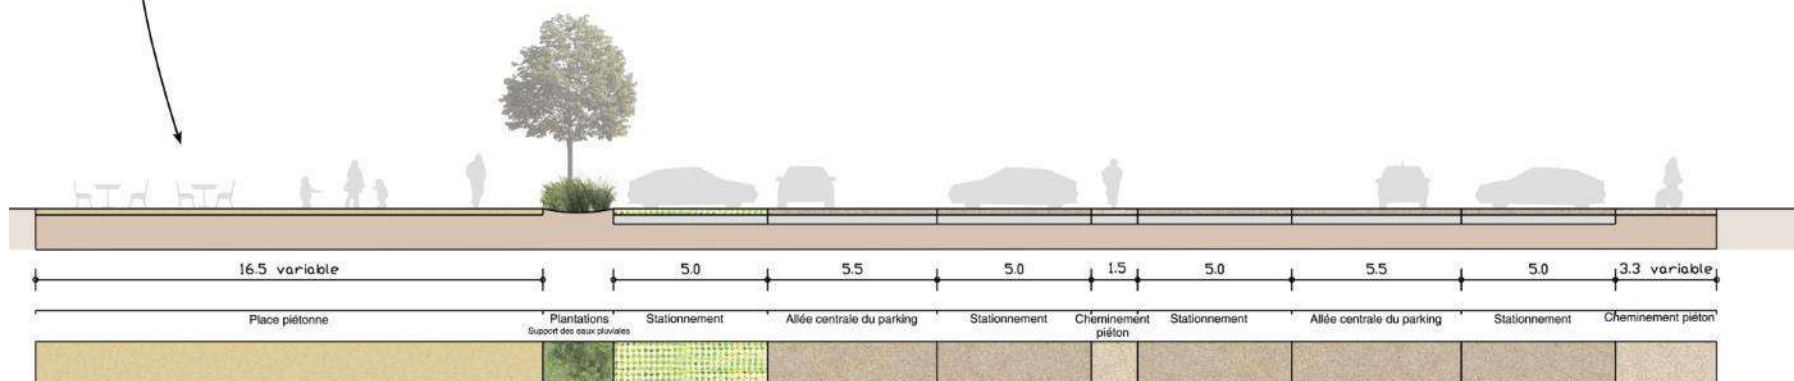 16.5 variable 5.0 5.5 5.0 1.5 5.0 5.5 5.0 3.3 variable
Place piétonne
Plantations
Support des eaux pluviales
Stationnement
Allée centrale du parking
Stationnement
Cheminement
piéton
Stationnement
Allée centrale du parking
Stationnement
Cheminement piéton